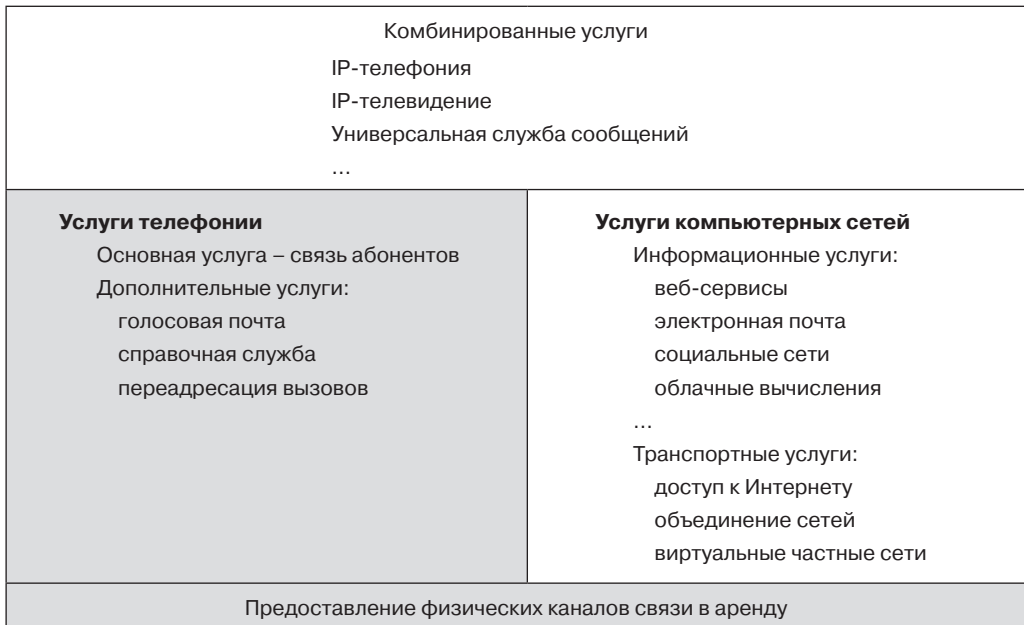 Комбинированные услуги
IP-телефония
IP-телевидение
Универсальная служба сообщений
…
Услуги телефонии
Основная услуга – связь абонентов
Дополнительные услуги:
голосовая почта
справочная служба
переадресация вызовов
Услуги компьютерных сетей
Информационные услуги:
веб-сервисы
электронная почта
социальные сети
облачные вычисления
…
Транспортные услуги:
доступ к Интернету
объединение сетей
виртуальные частные сети
Предоставление физических каналов связи в аренду